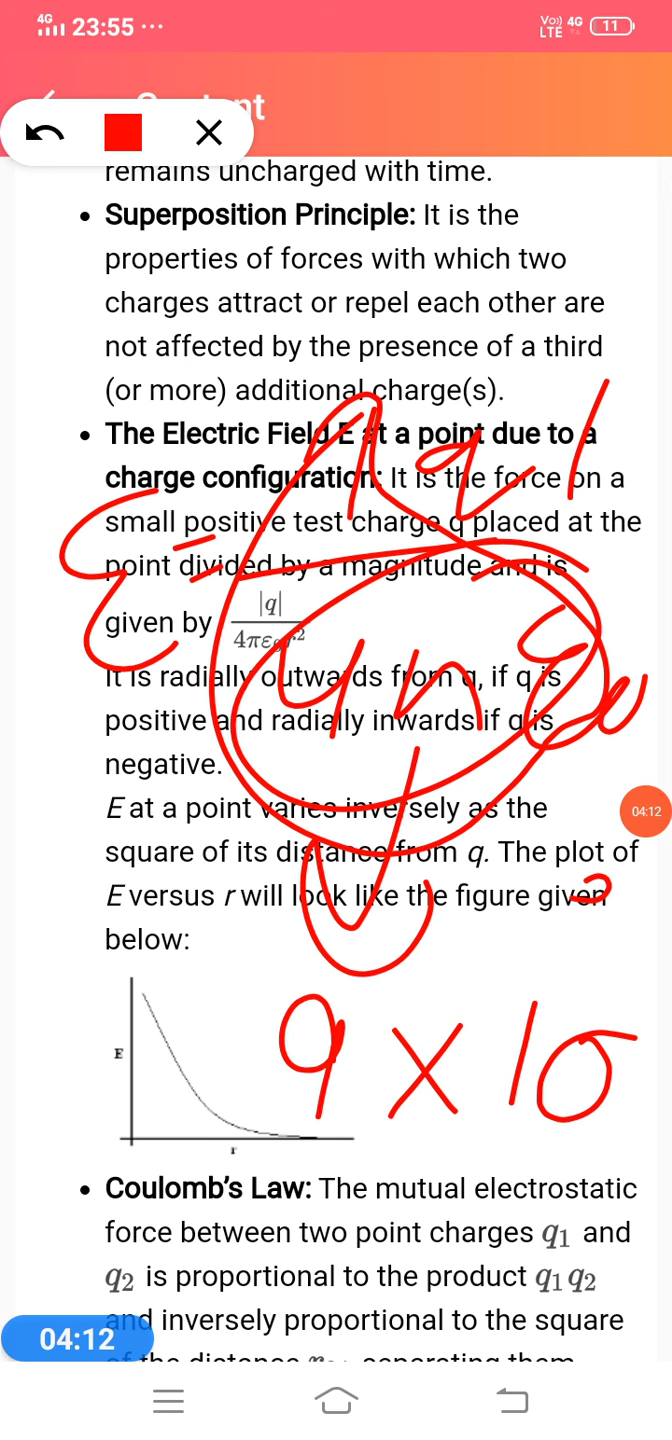 4G 23:55 ... Vo)) LTE 4G 11
remains uncharged with time.
• Superposition Principle: It is the
properties of forces with which two
charges attract or repel each other are
not affected by the presence of a third
(or more) additional charge(s).
• The Electric Field E at a point due to a
charge configuration: It is the force on a
small positive test charge q placed at the
point divided by a magnitude and is
given by |q| / 4πε₀r²
It is radially outwards from q, if q is
positive and radially inwards if q is
negative.
E at a point varies inversely as the
square of its distance from q. The plot of
E versus r will look like the figure given
below:
E
r
9 × 10
• Coulomb’s Law: The mutual electrostatic
force between two point charges q₁ and
q₂ is proportional to the product q₁q₂
and inversely proportional to the square
04:12
04:12